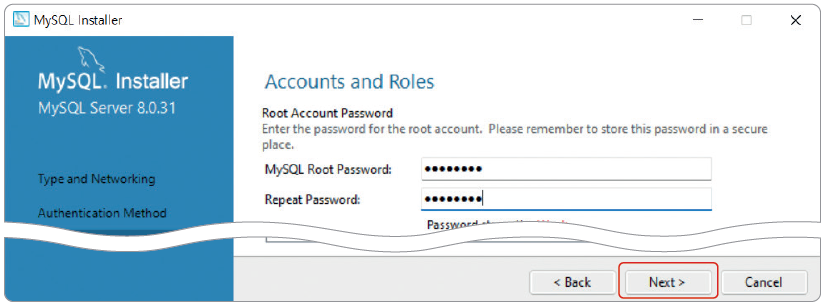 MySQL Installer
MySQL. Installer
MySQL Server 8.0.31
Type and Networking
Authentication Method
Accounts and Roles
Root Account Password
Enter the password for the root account. Please remember to store this password in a secure
place.
MySQL Root Password: ●●●●●●●●
Repeat Password: ●●●●●●●●
Password
< Back
Next >
Cancel